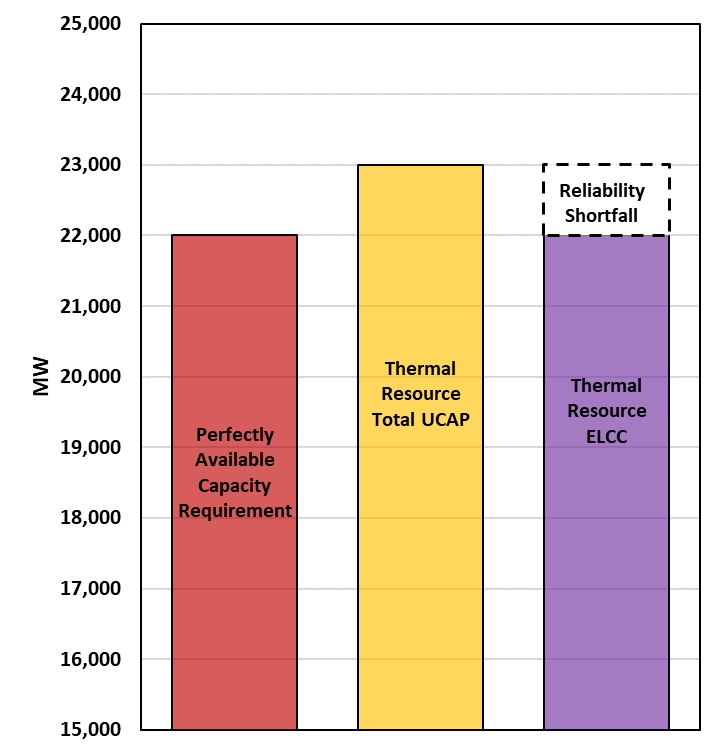 25,000
24,000
23,000
22,000
21,000
20,000
19,000
18,000
17,000
16,000
15,000
MW
Perfectly
Available
Capacity
Requirement
Thermal
Resource
Total UCAP
Reliability
Shortfall
Thermal
Resource
ELCC